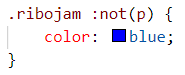 .ribojam :not(p) {
    color: blue;
}